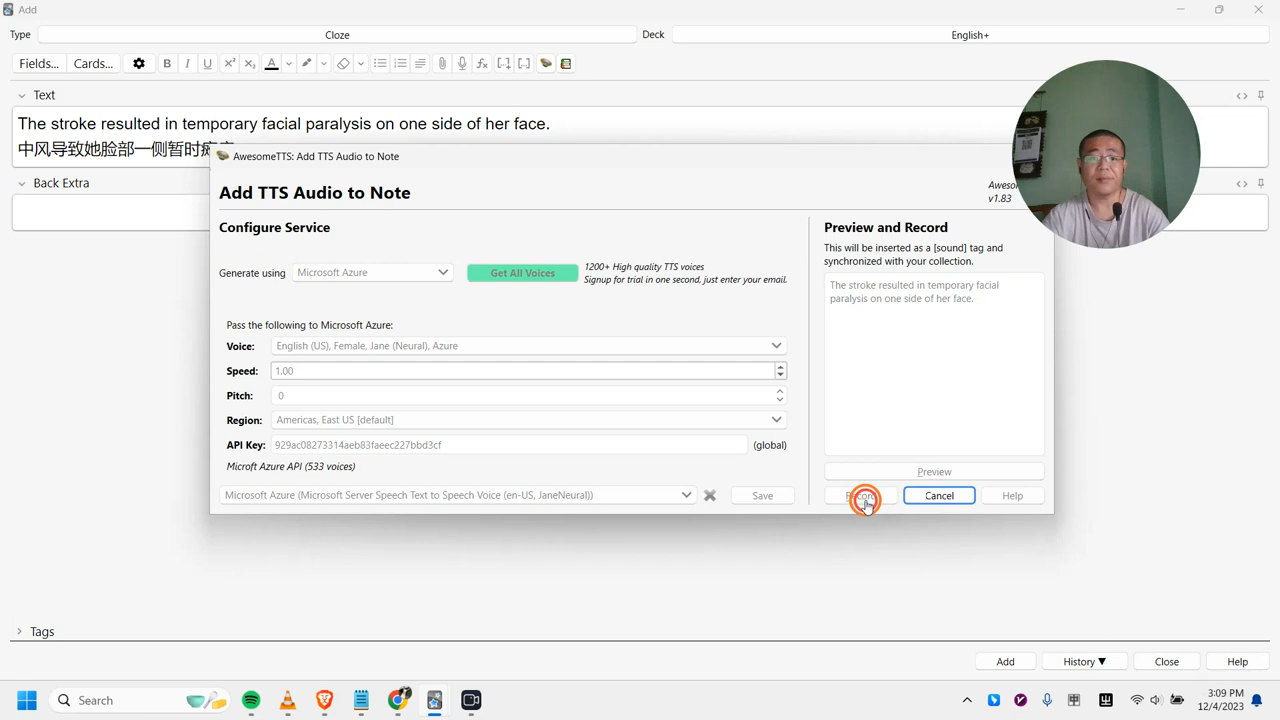 Add
Type
Cloze
Deck
English+
Fields...
Cards...
B I U x² x₂ A
Text
The stroke resulted in temporary facial paralysis on one side of her face.
中风导致她脸部一侧暂时
Back Extra
AwesomeTTS: Add TTS Audio to Note
Add TTS Audio to Note
v1.83
Configure Service
Generate using
Microsoft Azure
Get All Voices
1200+ High quality TTS voices
Signup for trial in one second, just enter your email.
Pass the following to Microsoft Azure:
Voice:
English (US), Female, Jane (Neural), Azure
Speed:
1.00
Pitch:
0
Region:
Americas, East US [default]
API Key:
929ac08273314aeb83faeec227bbd3cf
(global)
Microft Azure API (533 voices)
Microsoft Azure (Microsoft Server Speech Text to Speech Voice (en-US, JaneNeural))
Save
Preview and Record
This will be inserted as a [sound] tag and
synchronized with your collection.
The stroke resulted in temporary facial
paralysis on one side of her face.
Preview
Record
Cancel
Help
Tags
Add
History ▼
Close
Help
Search
3:09 PM
12/4/2023